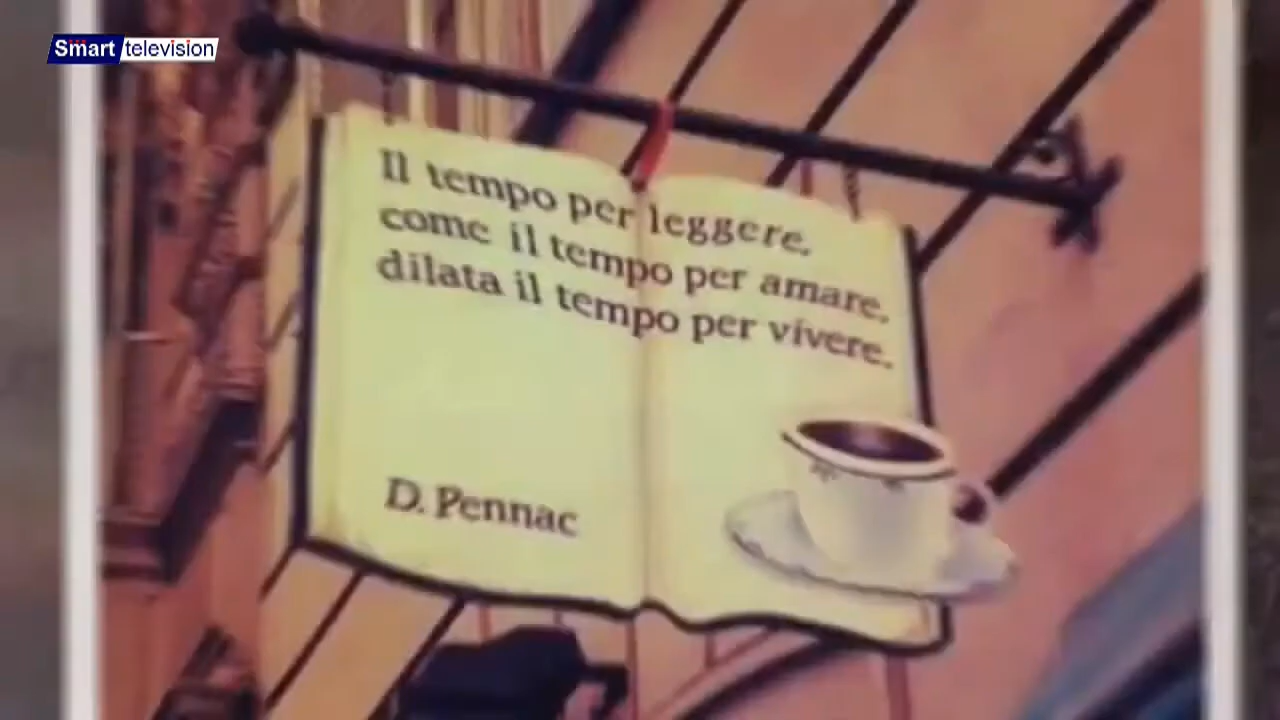 Smart television
Il tempo per leggere,
come il tempo per amare,
dilata il tempo per vivere.
D. Pennac